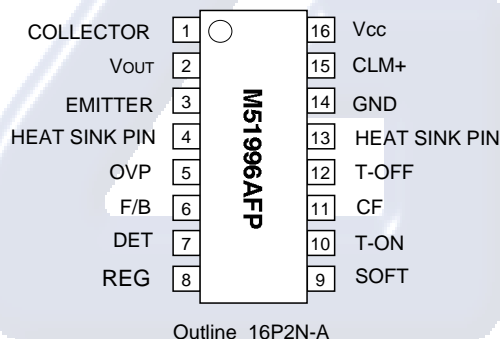 COLLECTOR 1 16 Vcc
VOUT 2 15 CLM+
EMITTER 3 14 GND
HEAT SINK PIN 4 13 HEAT SINK PIN
OVP 5 12 T-OFF
F/B 6 11 CF
DET 7 10 T-ON
REG 8 9 SOFT
M51996AFP
Outline 16P2N-A